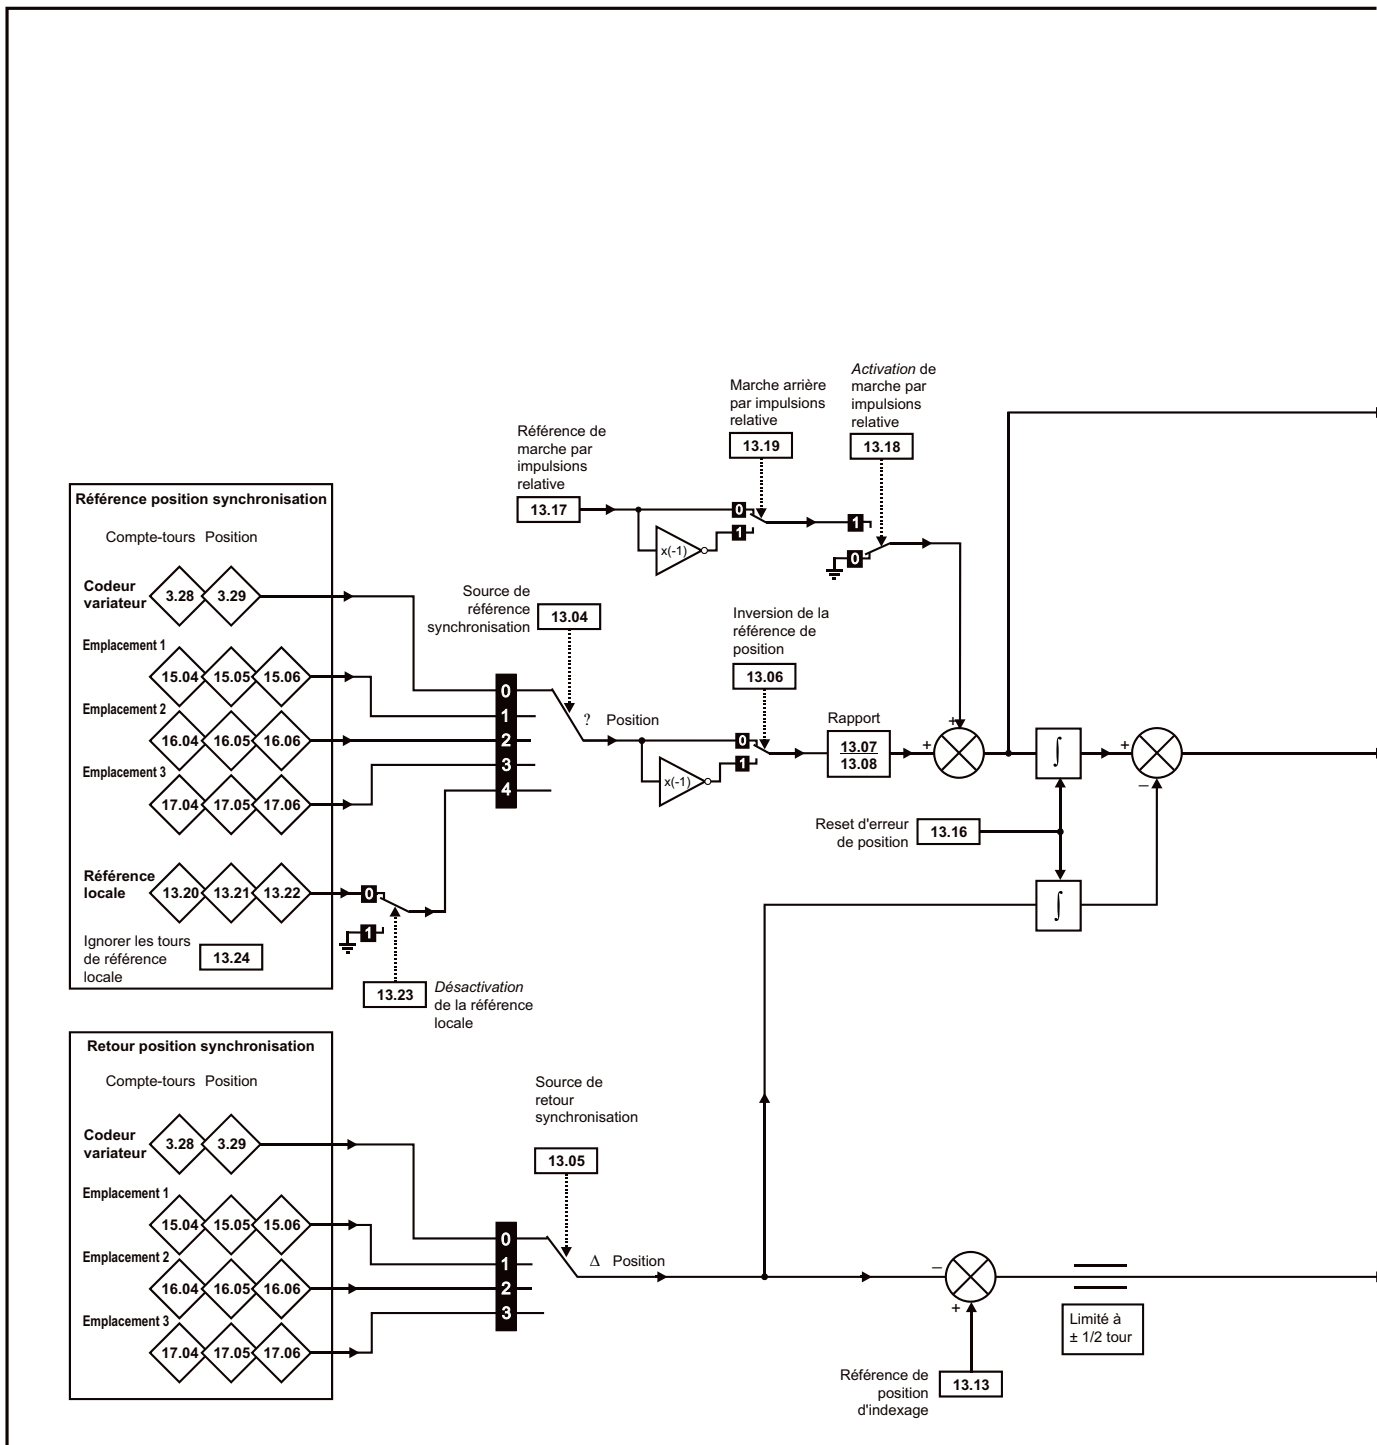 Activation de
marche par
impulsions
relative
13.18
Marche arrière
par impulsions
relative
13.19
Référence de
marche par
impulsions
relative
13.17
0
1
x(-1)
1
0
Référence position synchronisation
Compte-tours Position
Codeur
variateur
3.28 3.29
Emplacement 1
15.04 15.05 15.06
Emplacement 2
16.04 16.05 16.06
Emplacement 3
17.04 17.05 17.06
Référence
locale
13.20 13.21 13.22
Ignorer les tours
de référence
locale
13.24
0
1
13.23
Désactivation
de la référence
locale
Source de
référence
synchronisation
13.04
0
1
2
3
4
? Position
Inversion de la
référence de
position
13.06
0
1
x(-1)
Rapport
13.07
13.08
+
+
∫
+
−
Reset d'erreur
de position
13.16
∫
Retour position synchronisation
Compte-tours Position
Codeur
variateur
3.28 3.29
Emplacement 1
15.04 15.05 15.06
Emplacement 2
16.04 16.05 16.06
Emplacement 3
17.04 17.05 17.06
Source de
retour
synchronisation
13.05
0
1
2
3
Δ Position
−
+
Limité à
± 1/2 tour
Référence de
position
d'indexage
13.13